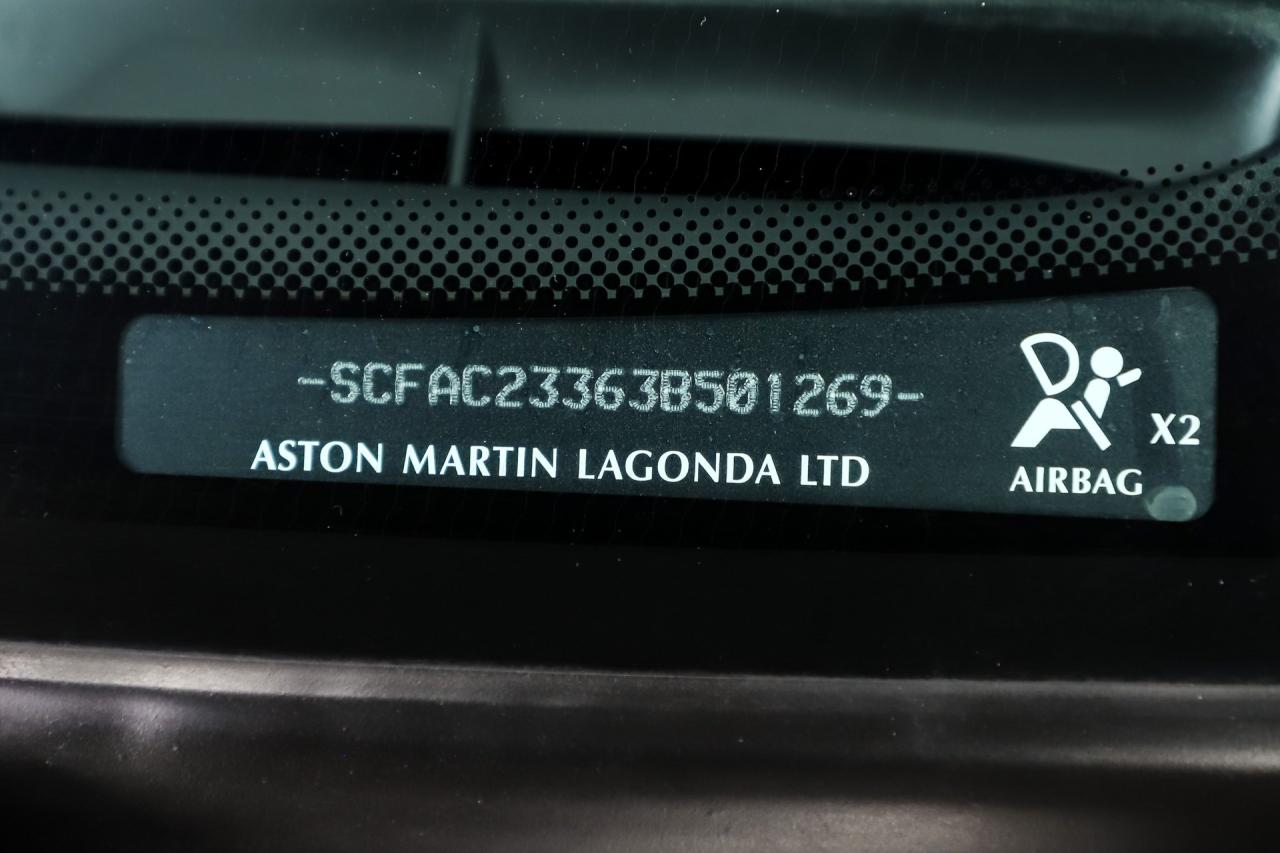 -SCFAC23363B501269-
ASTON MARTIN LAGONDA LTD
X2
AIRBAG